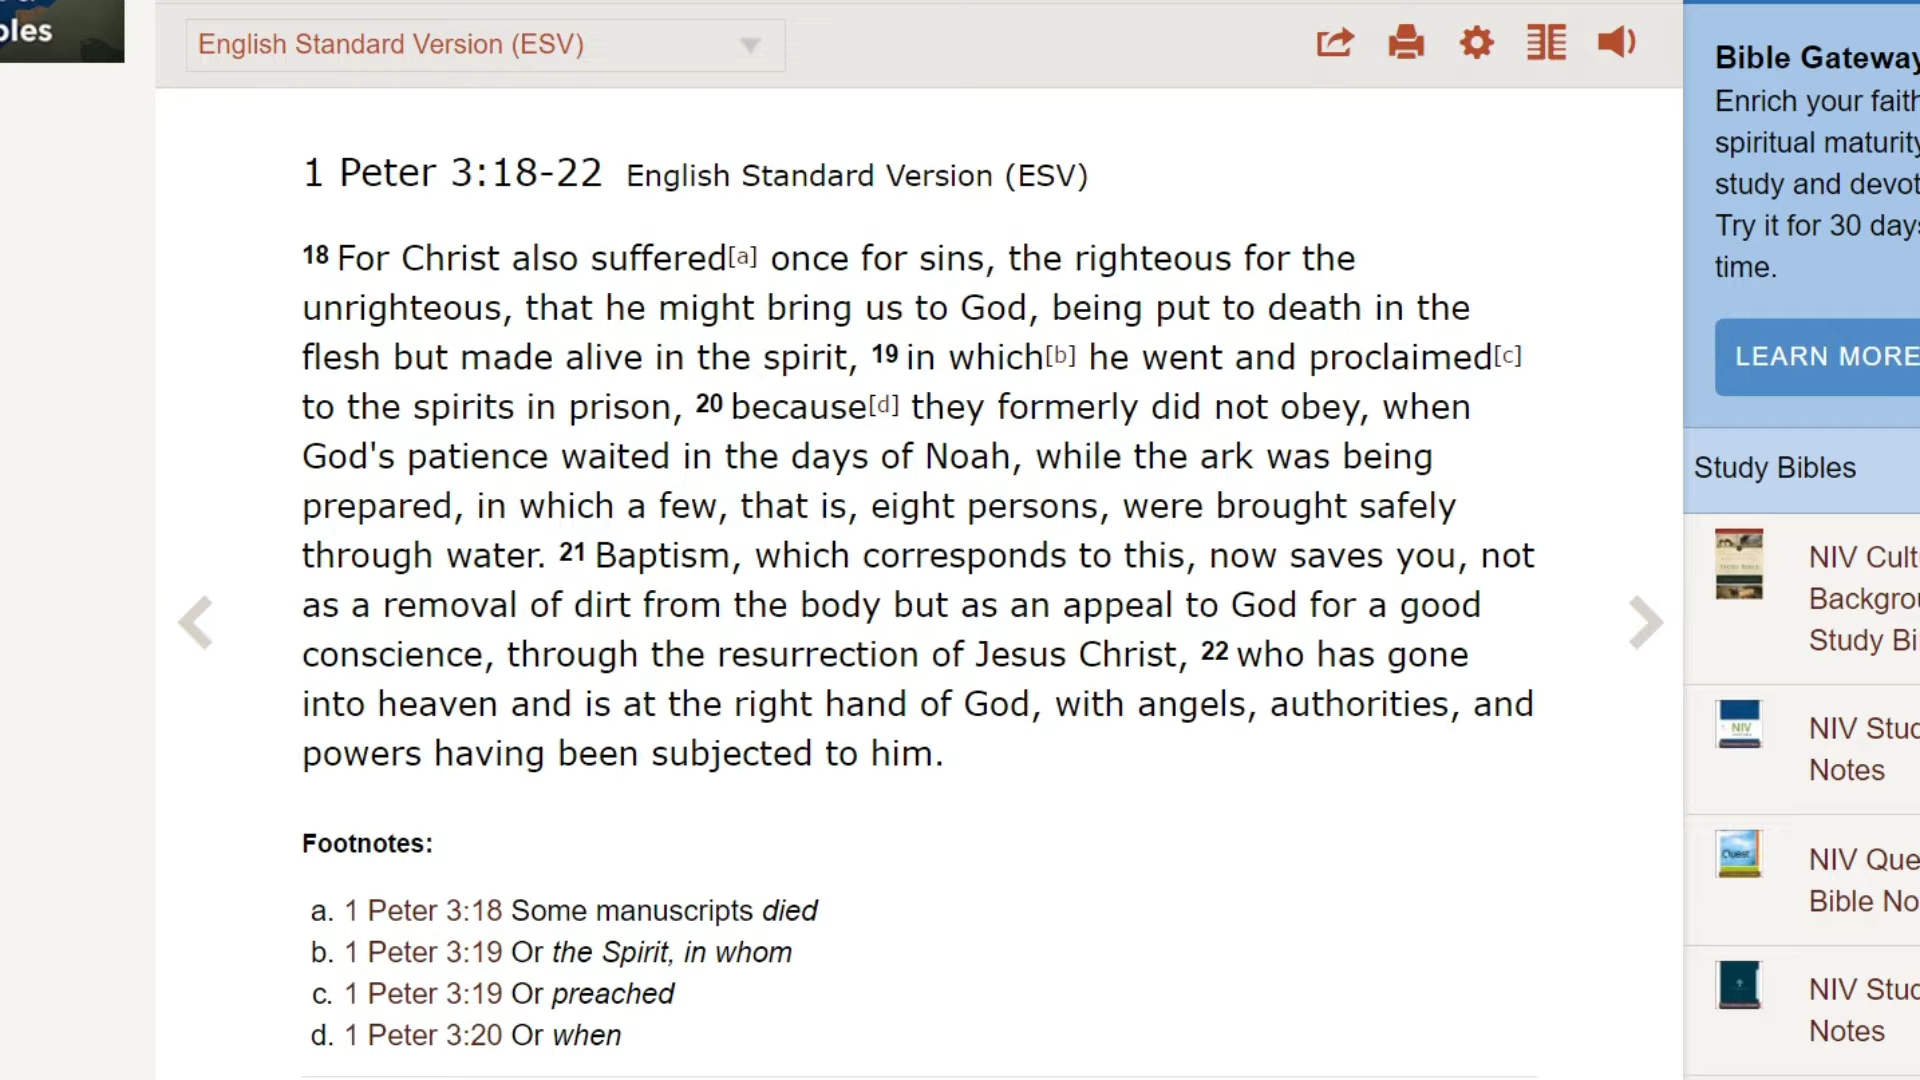 English Standard Version (ESV)
1 Peter 3:18-22 English Standard Version (ESV)
18 For Christ also suffered[a] once for sins, the righteous for the
unrighteous, that he might bring us to God, being put to death in the
flesh but made alive in the spirit, 19 in which[b] he went and proclaimed[c]
to the spirits in prison, 20 because[d] they formerly did not obey, when
God's patience waited in the days of Noah, while the ark was being
prepared, in which a few, that is, eight persons, were brought safely
through water. 21 Baptism, which corresponds to this, now saves you, not
as a removal of dirt from the body but as an appeal to God for a good
conscience, through the resurrection of Jesus Christ, 22 who has gone
into heaven and is at the right hand of God, with angels, authorities, and
powers having been subjected to him.
Footnotes:
a. 1 Peter 3:18 Some manuscripts died
b. 1 Peter 3:19 Or the Spirit, in whom
c. 1 Peter 3:19 Or preached
d. 1 Peter 3:20 Or when
Bible Gateway
Enrich your faith
spiritual maturity
study and
Try it for 30 days
time.
LEARN MORE
Study Bibles
NIV
Study
NIV
Notes
NIV
Quest
Bible
NIV
Notes